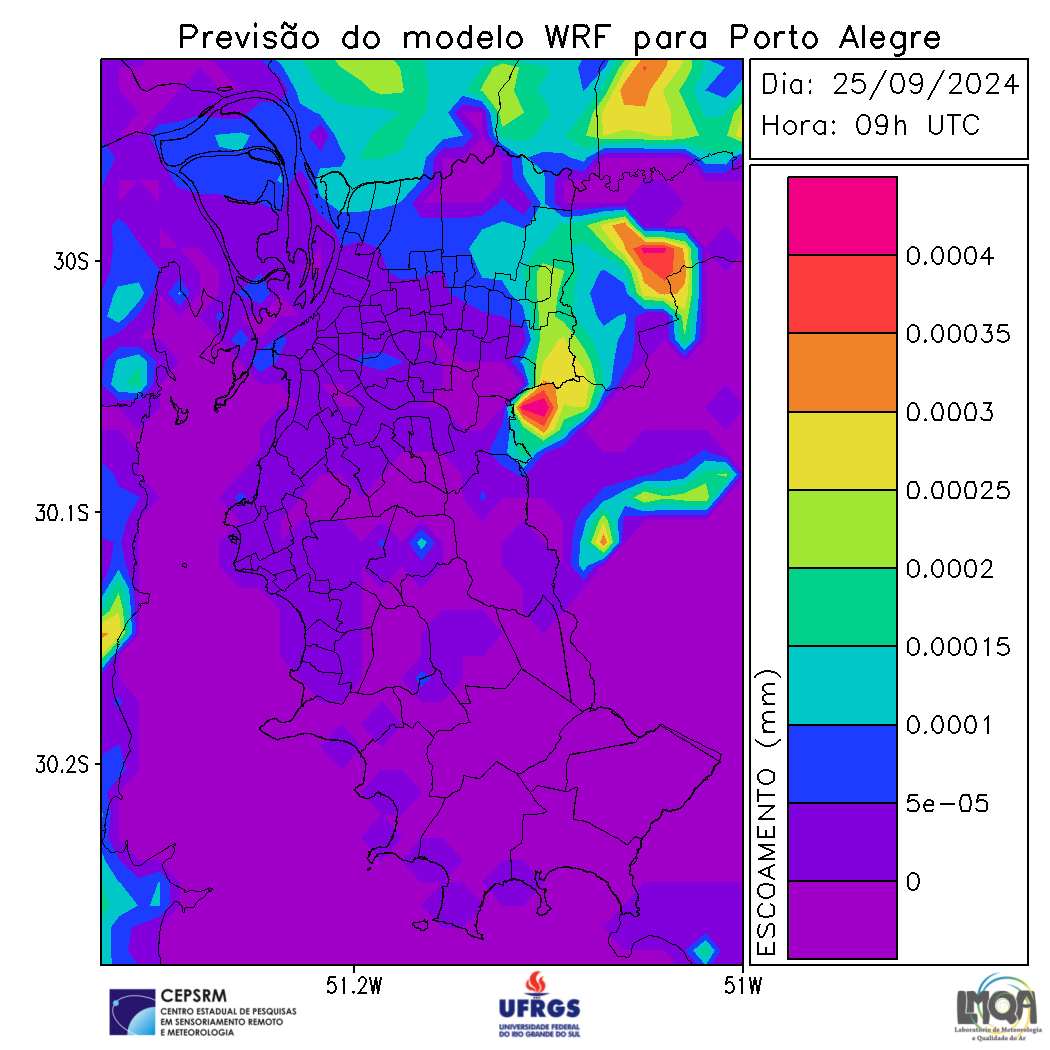 Previsão do modelo WRF para Porto Alegre
Dia: 25/09/2024
Hora: 09h UTC
30S
30.1S
30.2S
51.2W
51W
ESCOAMENTO (mm)
0.0004
0.00035
0.0003
0.00025
0.0002
0.00015
0.0001
5e-05
0
CEPSRM
CENTRO ESTADUAL DE PESQUISAS
EM SENSORIAMENTO REMOTO
E METEOROLOGIA
UFRGS
UNIVERSIDADE FEDERAL
DO RIO GRANDE DO SUL
LMQA
Laboratório de Meteorologia
e Qualidade do Ar